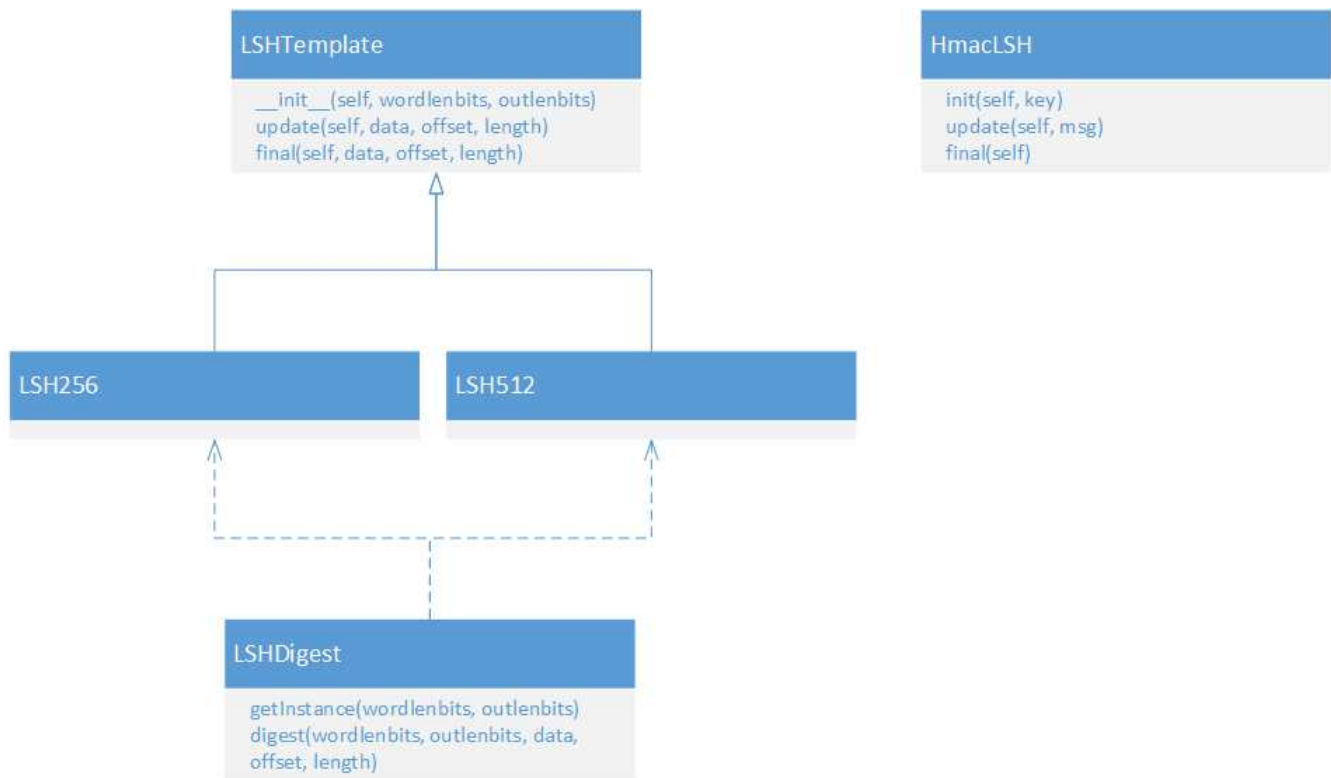 LSHTemplate
__init__(self, wordlenbits, outlenbits)
update(self, data, offset, length)
final(self, data, offset, length)
HmacLSH
init(self, key)
update(self, msg)
final(self)
LSH256
LSH512
LSHDigest
getInstance(wordlenbits, outlenbits)
digest(wordlenbits, outlenbits, data,
offset, length)